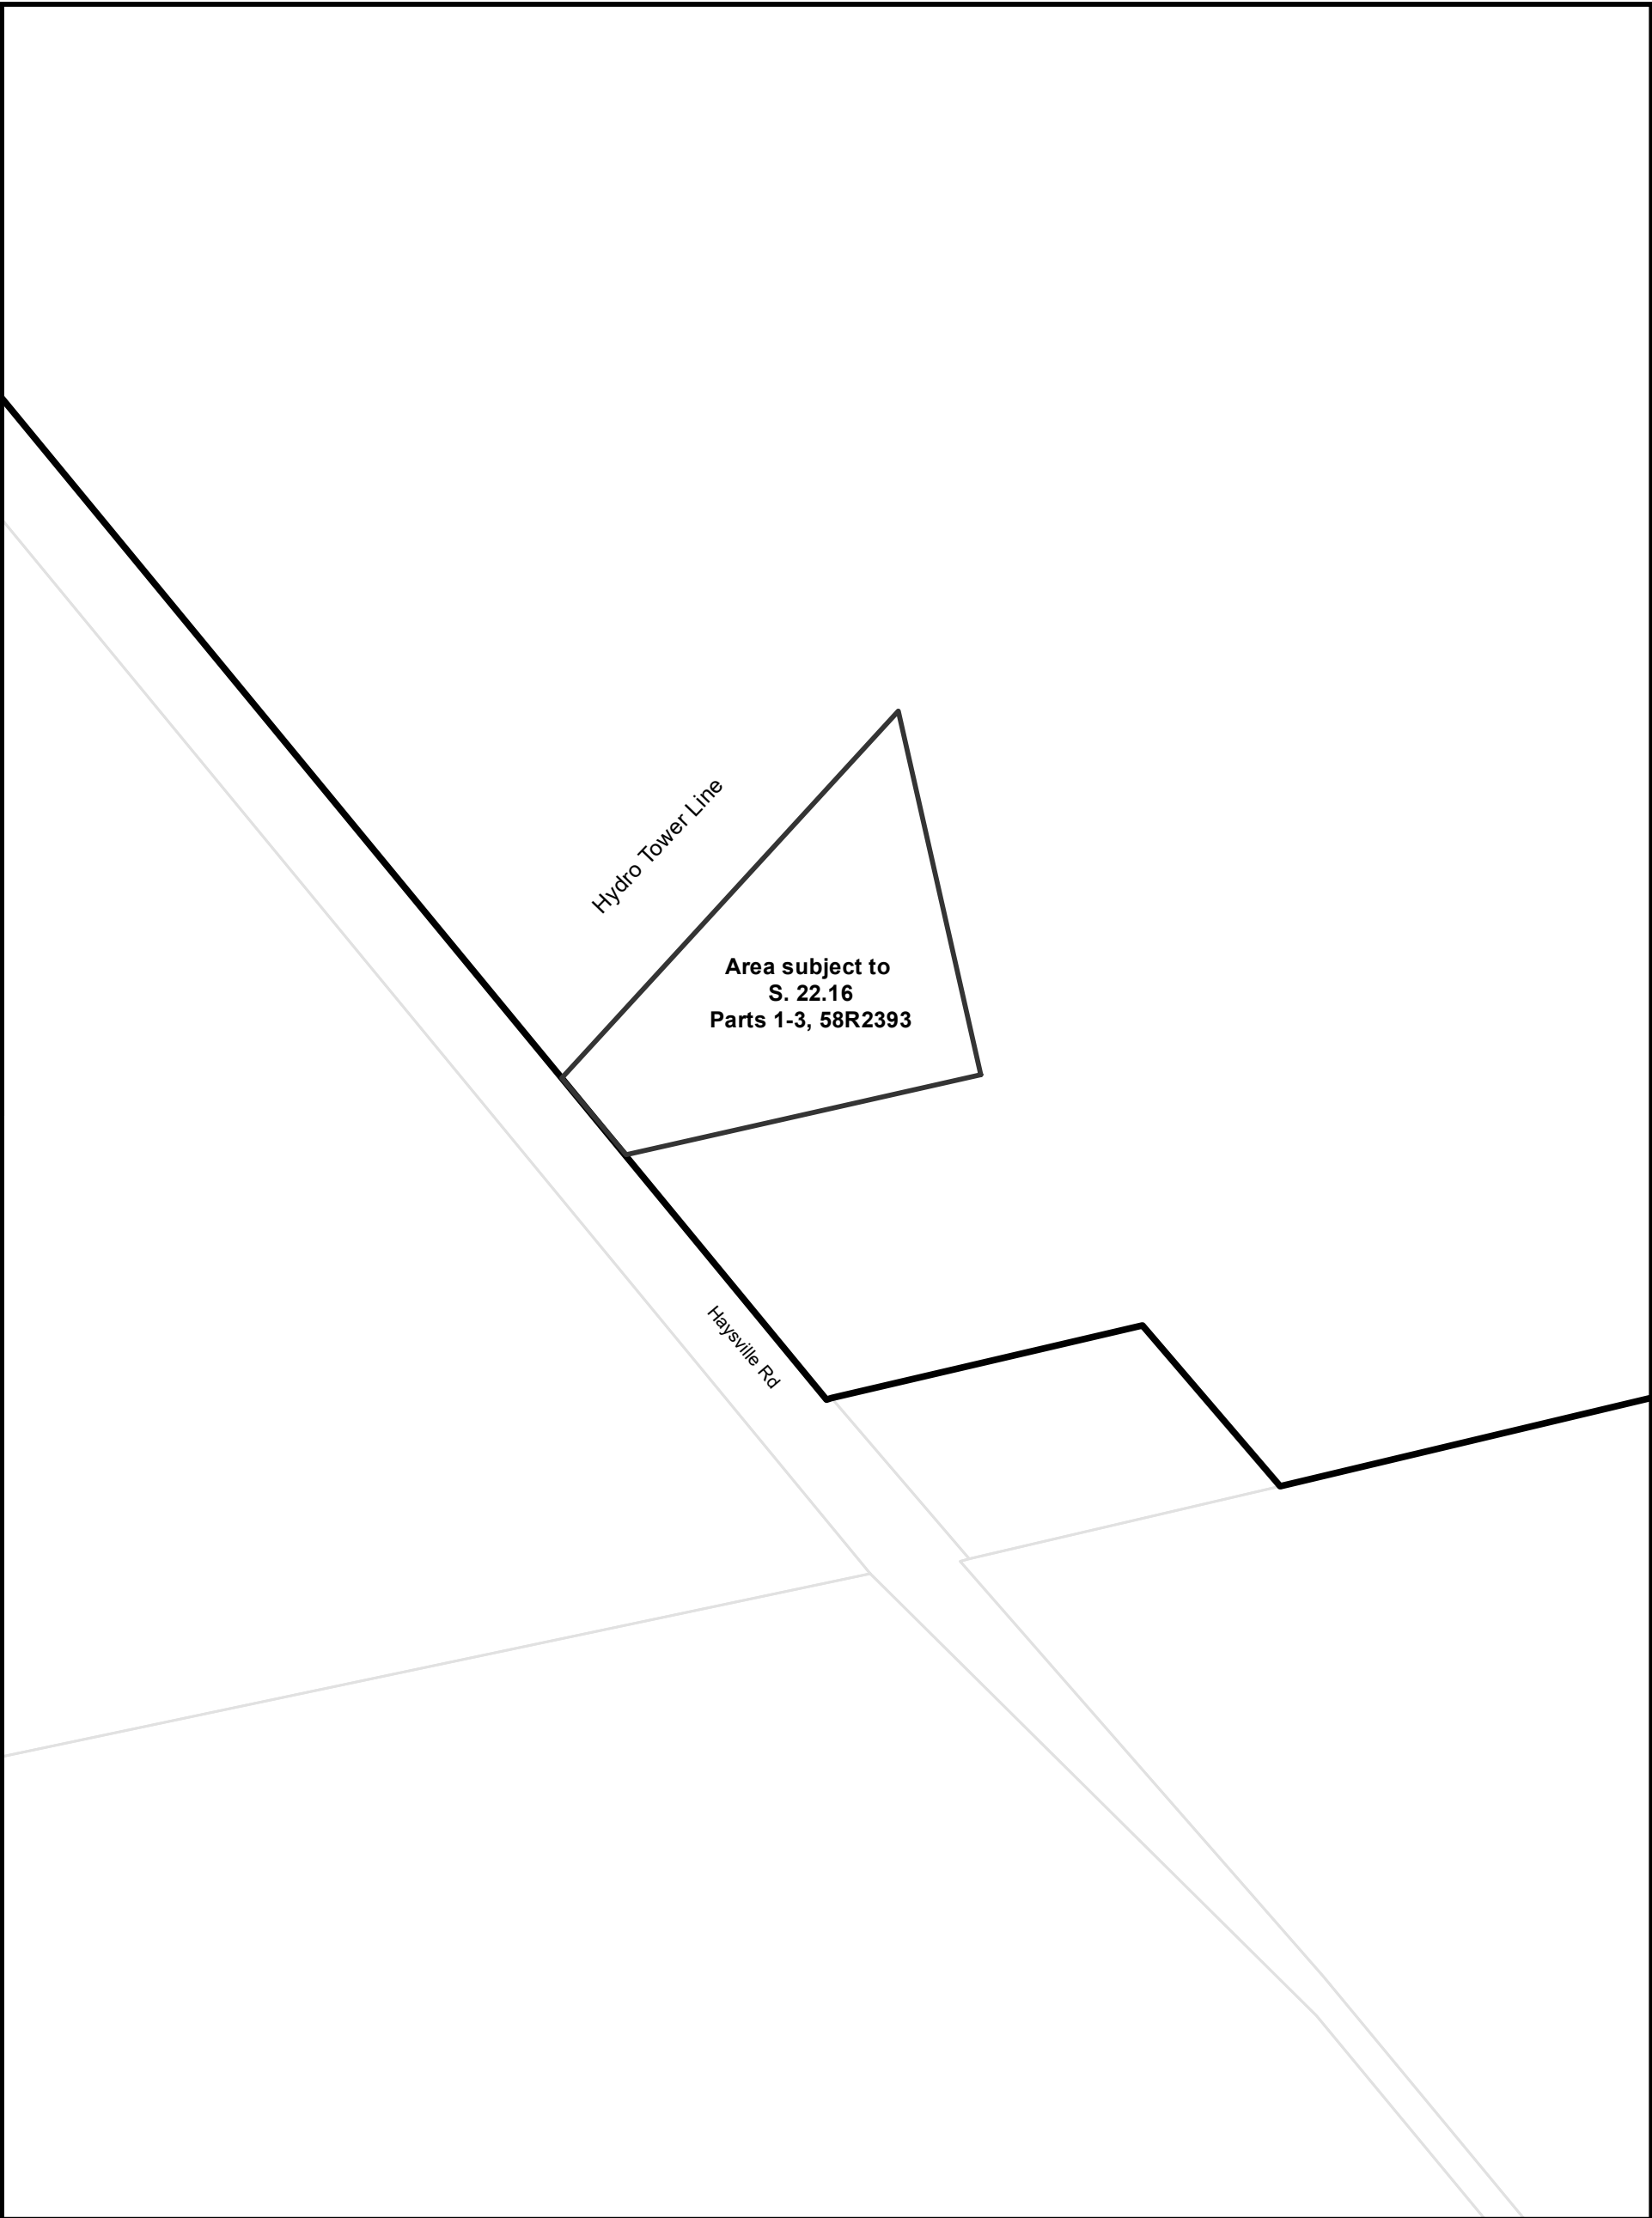 Hydro Tower Line
Area subject to
S. 22.16
Parts 1-3, 58R2393
Haysville Rd